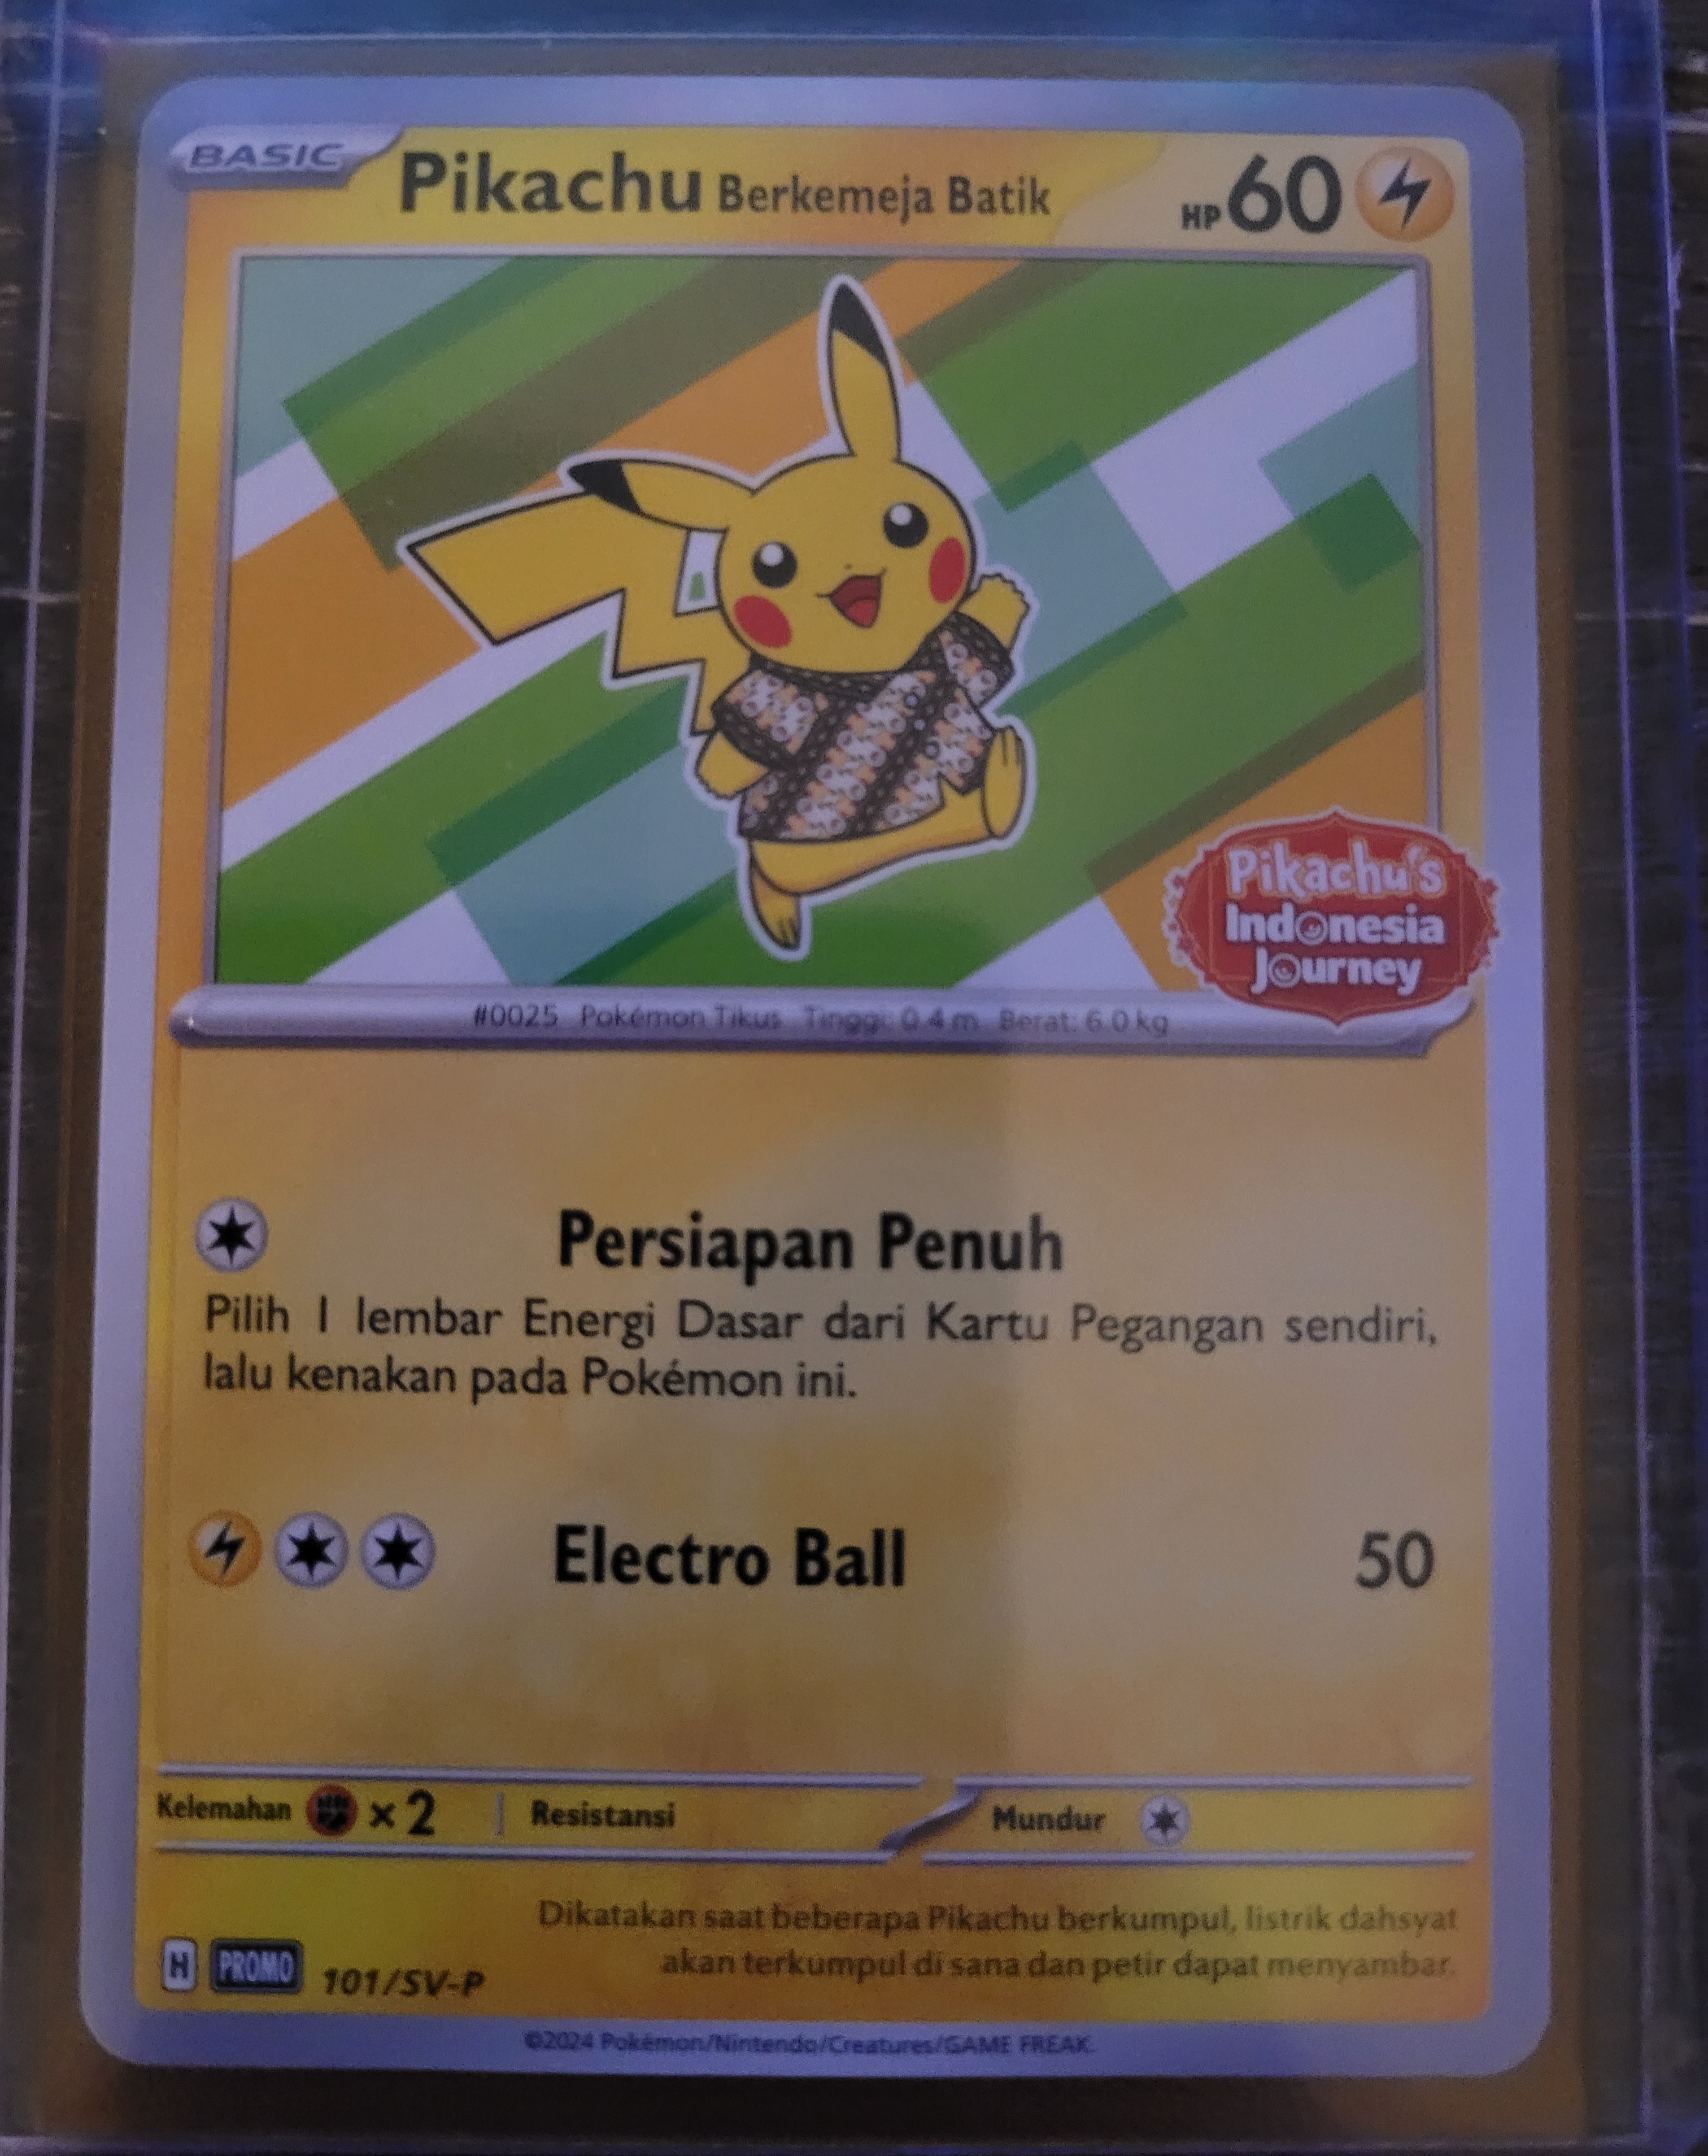 BASIC
Pikachu Berkemeja Batik
HP 60
Pikachu's
Indonesia
Journey
#0025 Pokémon Tikus Tinggi: 0.4 m Berat: 6.0 kg
Persiapan Penuh
Pilih 1 lembar Energi Dasar dari Kartu Pegangan sendiri,
lalu kenakan pada Pokémon ini.
Electro Ball 50
Kelemahan ×2 Resistansi Mundur
Dikatakan saat beberapa Pikachu berkumpul, listrik dahsyat
akan terkumpul di sana dan petir dapat menyambar.
H PROMO 101/SV-P
©2024 Pokémon/Nintendo/Creatures/GAME FREAK.